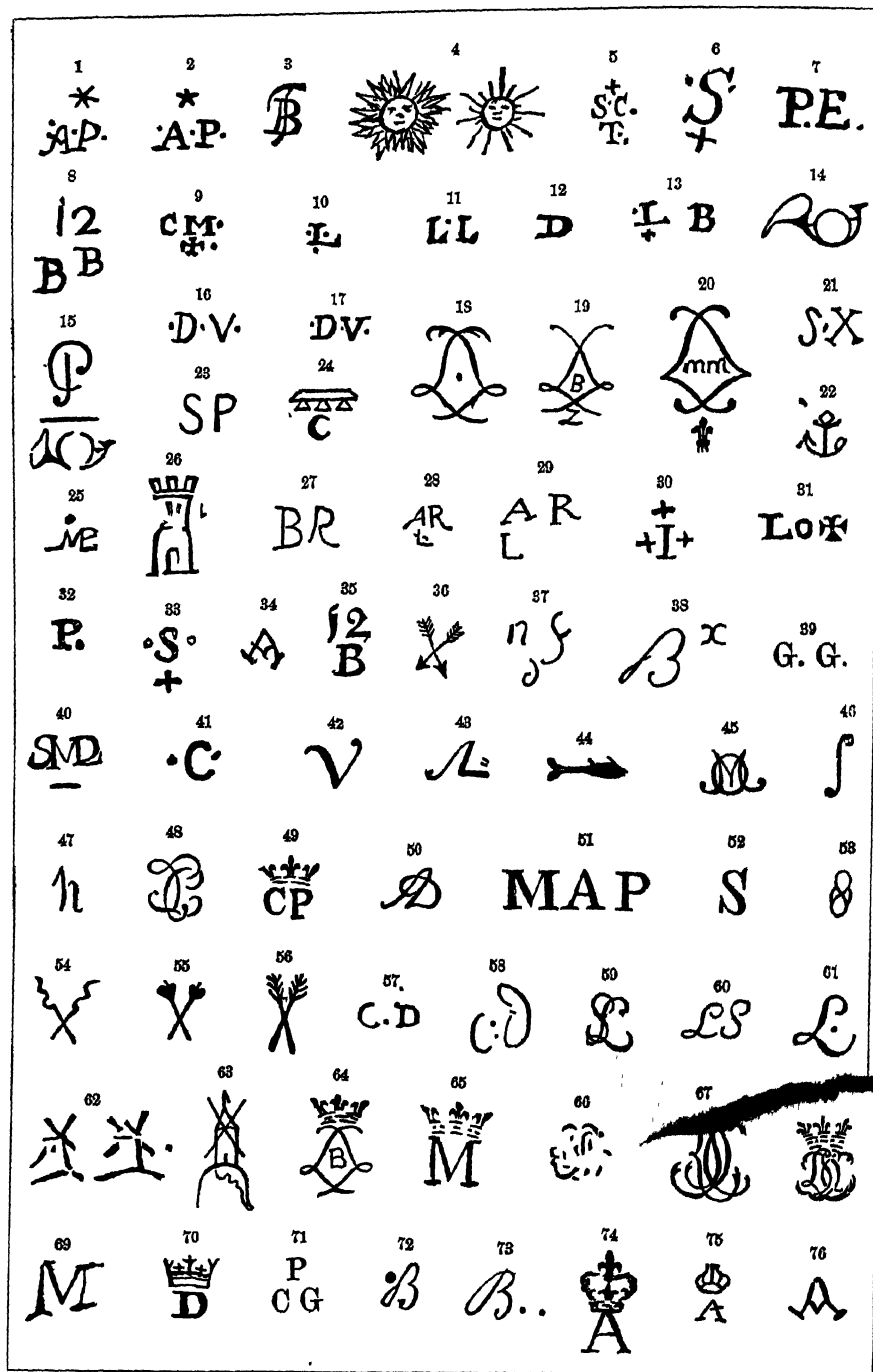 1 2 3 4 5 6 7
A.P. .A.P. B S.C. S P.E.
T.
8 9 10 11 12 13 14
12 C M. .L. L.L D .L B
B B
15 16 17 18 19 20 21
P .D.V. .D.V. B mm S.X
Z
23 24 22
SP C
25 26 27 28 29 30 31
BR AR A R I LO
L L
32 33 34 35 36 37 38 39
P. S A 12 n B x G. G.
B
40 41 42 43 44 45 46
SMD .C. V M
47 48 49 50 51 52 53
h CP MAP S 8
54 55 56 57 58 59 60 61
C.D C:D SL LS L.
62 63 64 65 66 67
B M
69 70 71 72 73 74 75 76
M D P B B.. A A A
C G